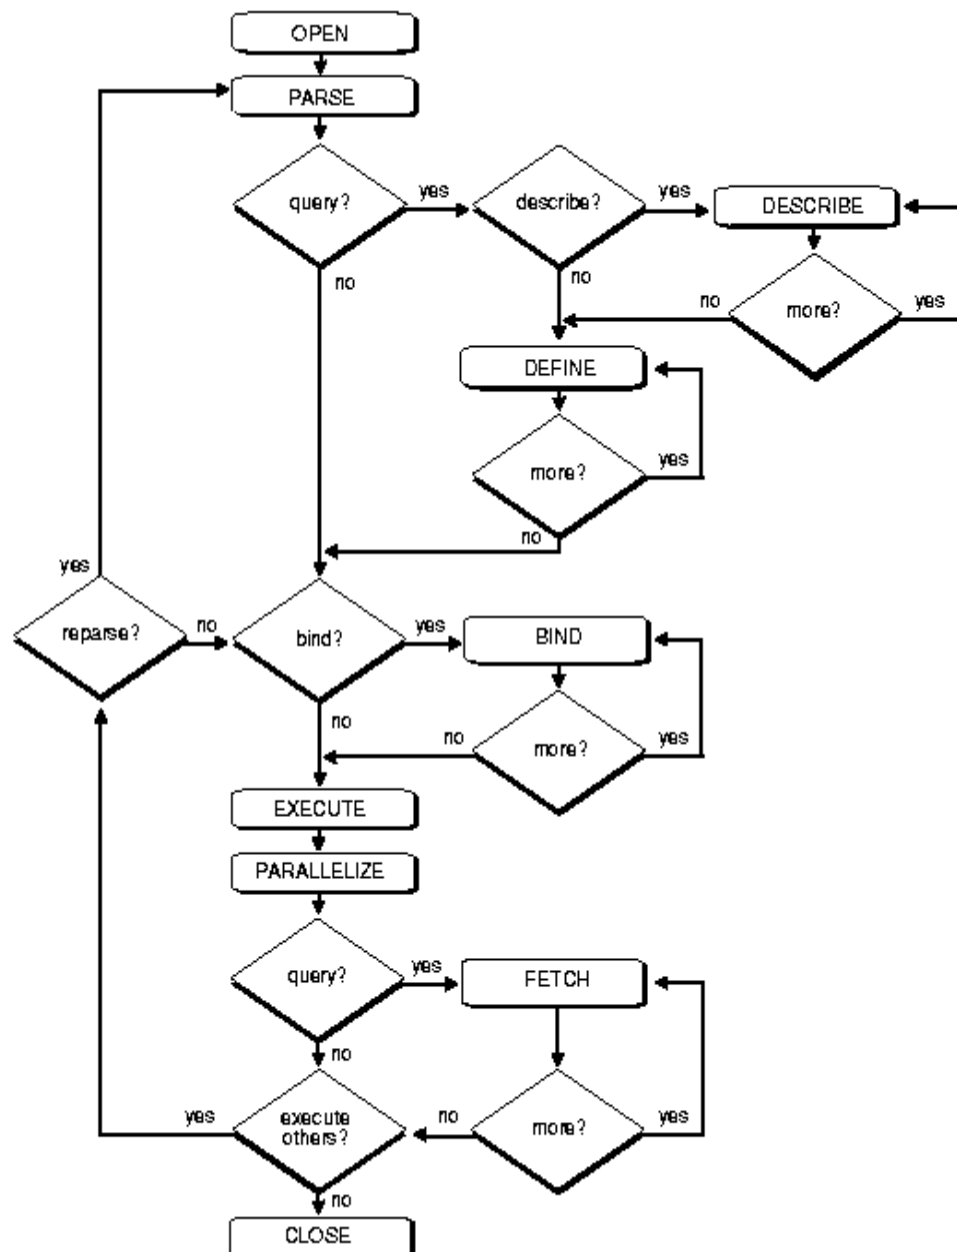 OPEN
PARSE
query?
yes
describe?
yes
DESCRIBE
no
no
no
more?
yes
DEFINE
more?
yes
no
yes
reparse?
no
bind?
yes
BIND
no
no
more?
yes
EXECUTE
PARALLELIZE
query?
yes
FETCH
no
yes
execute
others?
no
more?
yes
no
CLOSE